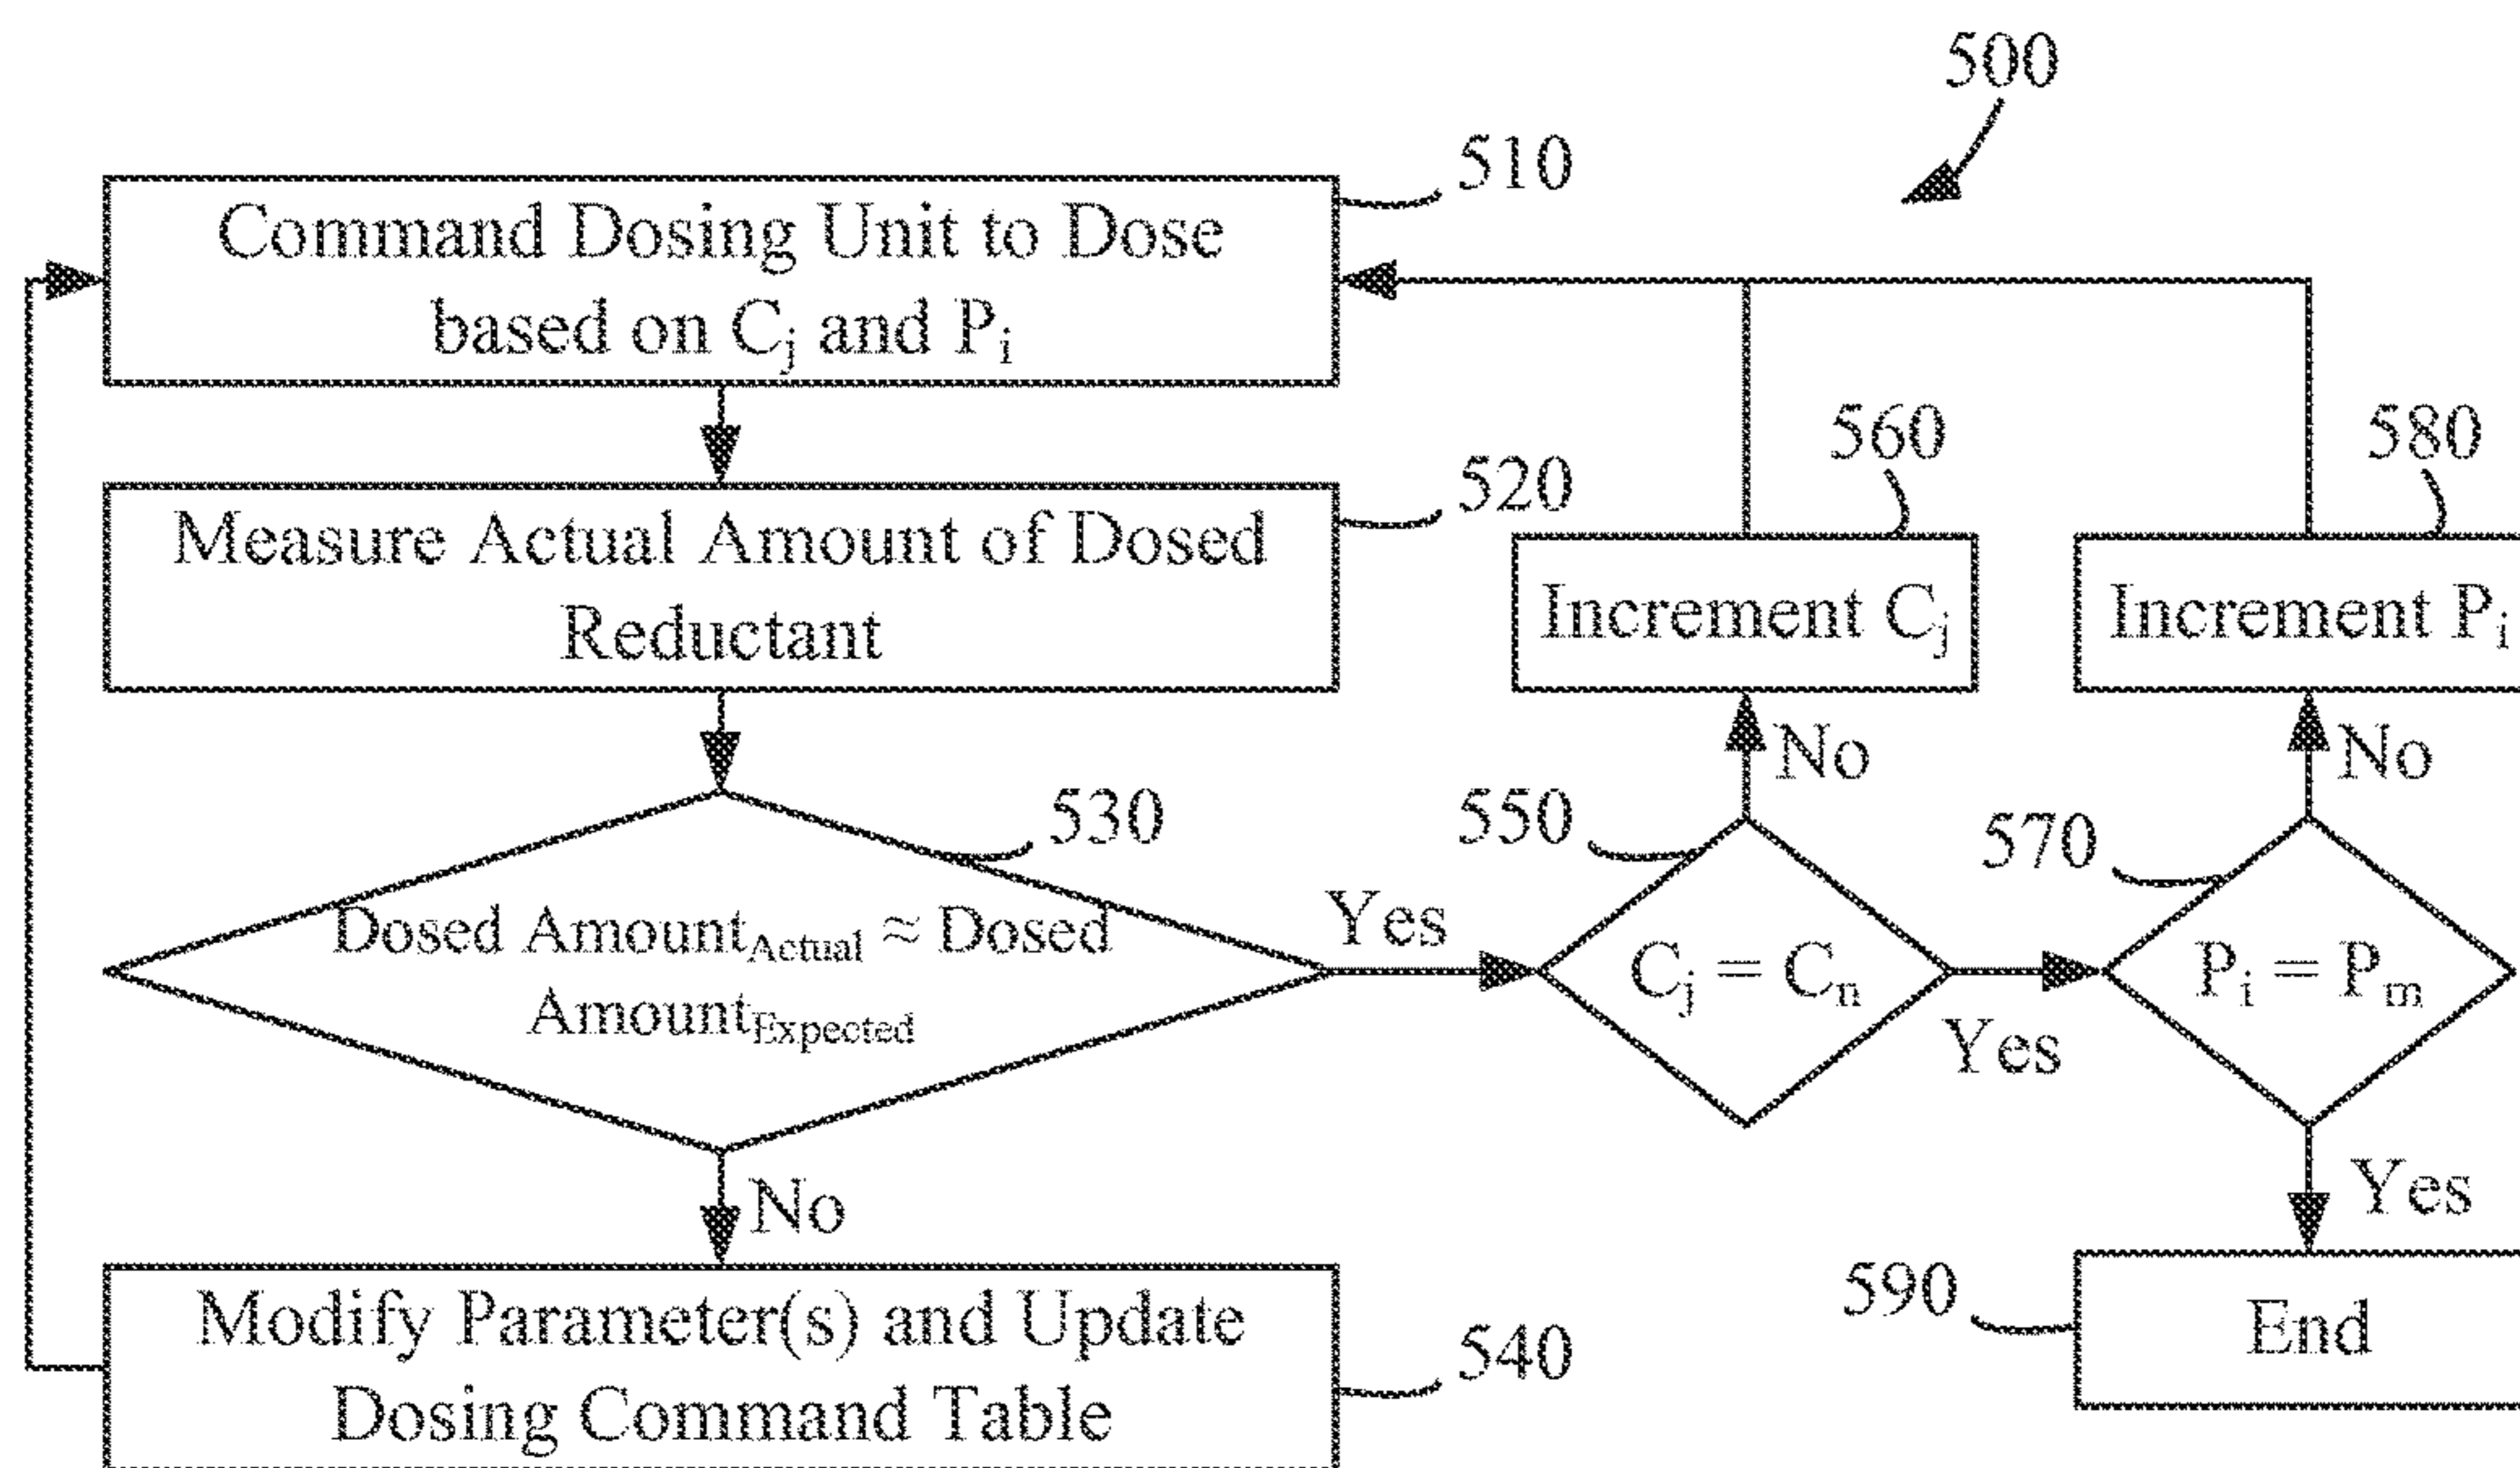 500
510
Command Dosing Unit to Dose
based on Cj and Pi
520
Measure Actual Amount of Dosed
Reductant
560
Increment Cj
580
Increment Pi
530
Dosed AmountActual ≈ Dosed
AmountExpected
Yes
No
550
Cj = Cn
No
Yes
570
Pi = Pm
No
Yes
540
Modify Parameter(s) and Update
Dosing Command Table
590
End